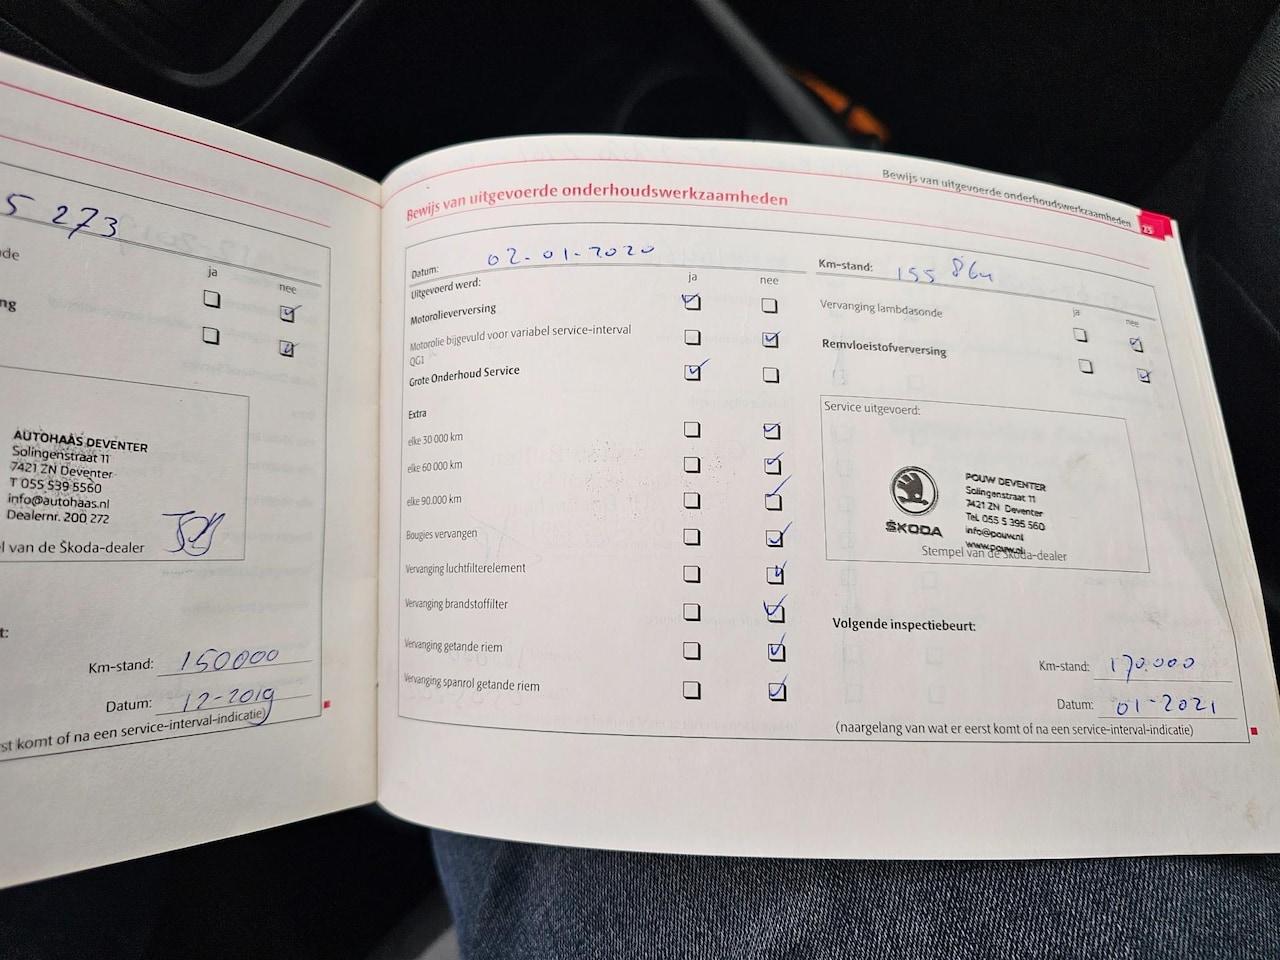 5 273
de
ja
nee
ng
AUTOHAAS DEVENTER
Solingenstraat 11
7421 ZN Deventer
T 055 539 5560
info@autohaas.nl
Dealernr. 200 272
l van de Škoda-dealer
t:
Km-stand: 150000
Datum: 12-2019
st komt of na een service-interval-indicatie)
Bewijs van uitgevoerde onderhoudswerkzaamheden
25
Bewijs van uitgevoerde onderhoudswerkzaamheden
Datum: 02-01-2020
Uitgevoerd werd:
ja
nee
Motorolieverversing
Motorolie bijgevuld voor variabel service-interval
QG1
Grote Onderhoud Service
Extra
elke 30 000 km
elke 60 000 km
elke 90.000 km
Bougies vervangen
Vervanging luchtfilterelement
Vervanging brandstoffilter
Vervanging getande riem
Vervanging spanrol getande riem
Km-stand: 155
ja
nee
Vervanging lambdasonde
Remvloeistofverversing
Service uitgevoerd:
ŠKODA
POUW DEVENTER
Solingenstraat 11
7421 ZN Deventer
Tel. 055 5 395 560
info@pouw.nl
www.pouw.nl
Stempel van de Škoda-dealer
Volgende inspectiebeurt:
Km-stand: 170.000
Datum: 01-2021
(naargelang van wat er eerst komt of na een service-interval-indicatie)